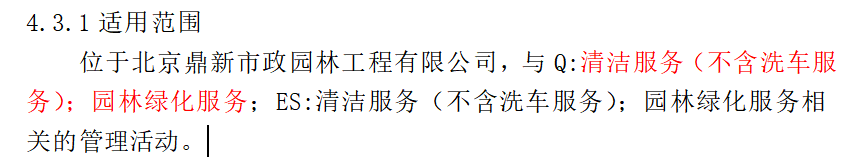 4.3.1适用范围
位于北京鼎新市政园林工程有限公司，与 Q:清洁服务（不含洗车服
务）；园林绿化服务；ES:清洁服务（不含洗车服务）；园林绿化服务相
关的管理活动。